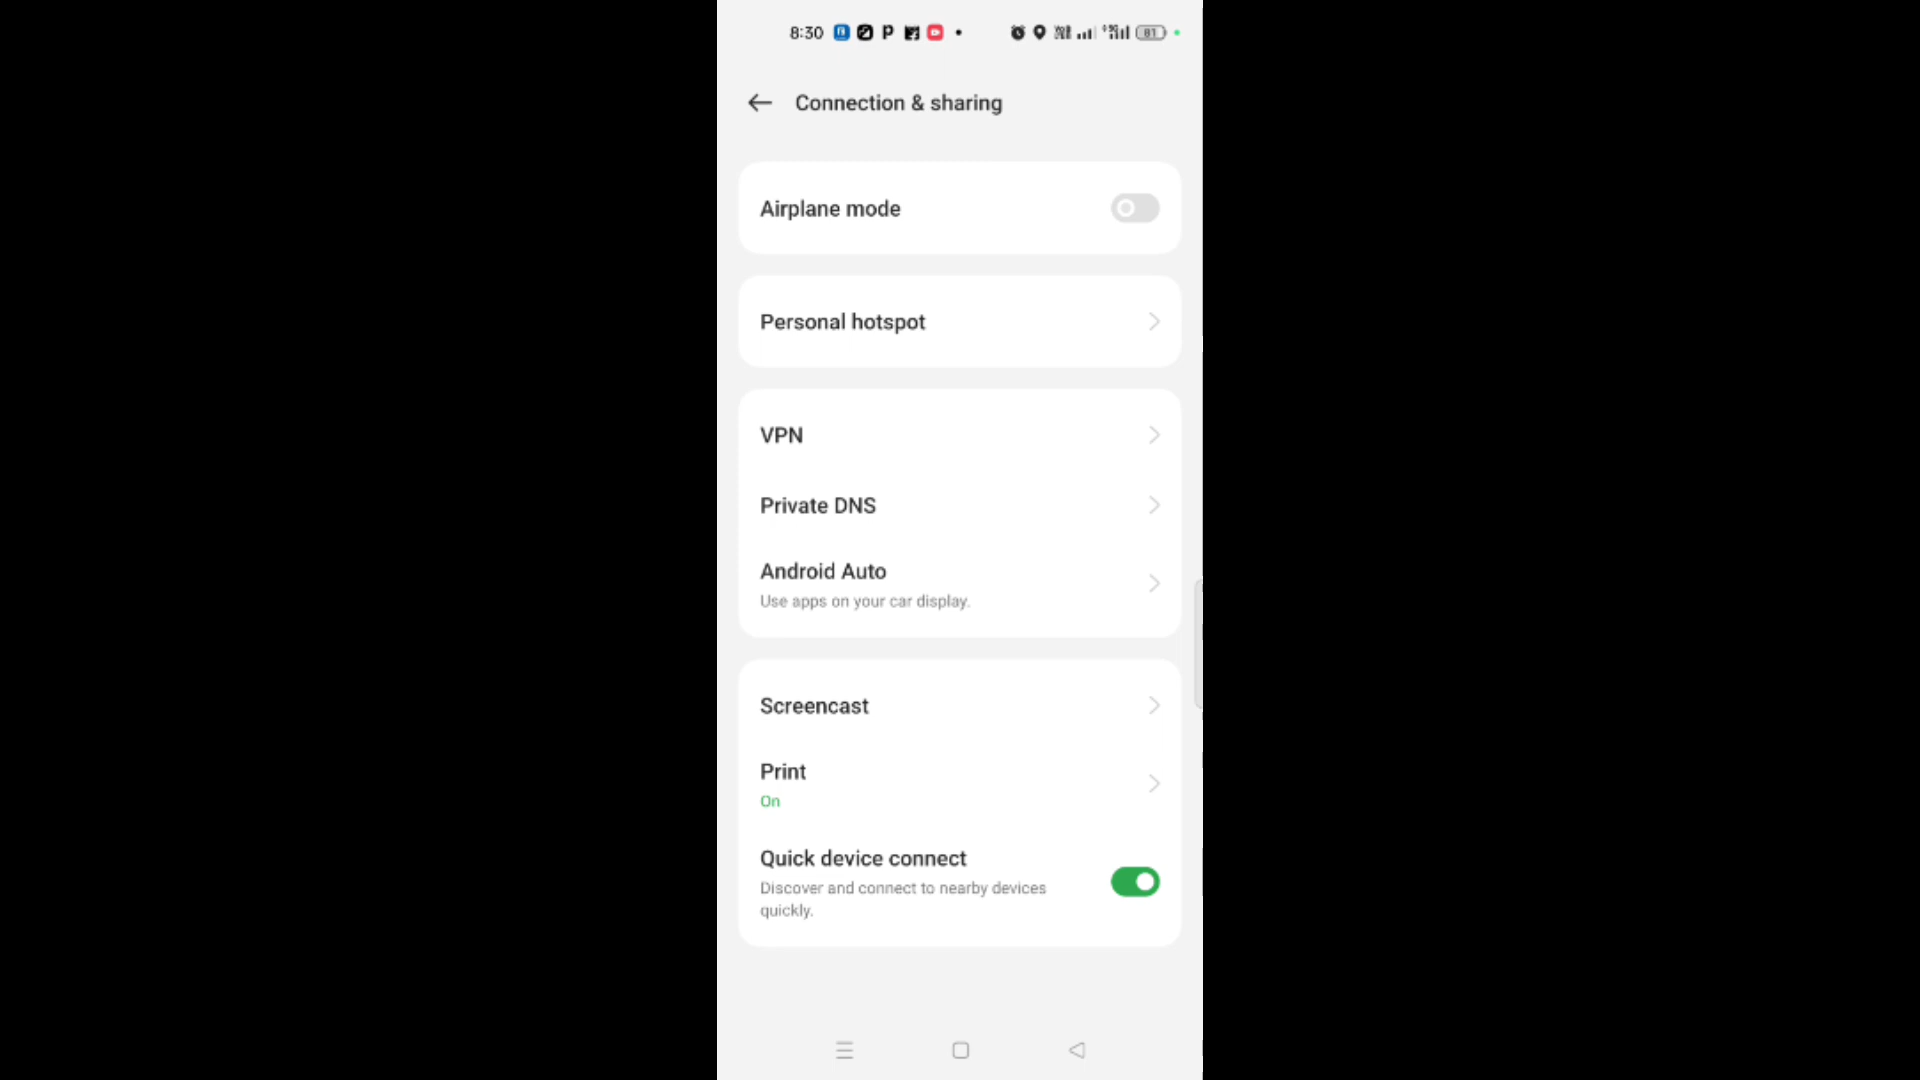 8:30 81
Connection & sharing
Airplane mode
Personal hotspot
VPN
Private DNS
Android Auto
Use apps on your car display.
Screencast
Print
On
Quick device connect
Discover and connect to nearby devices
quickly.